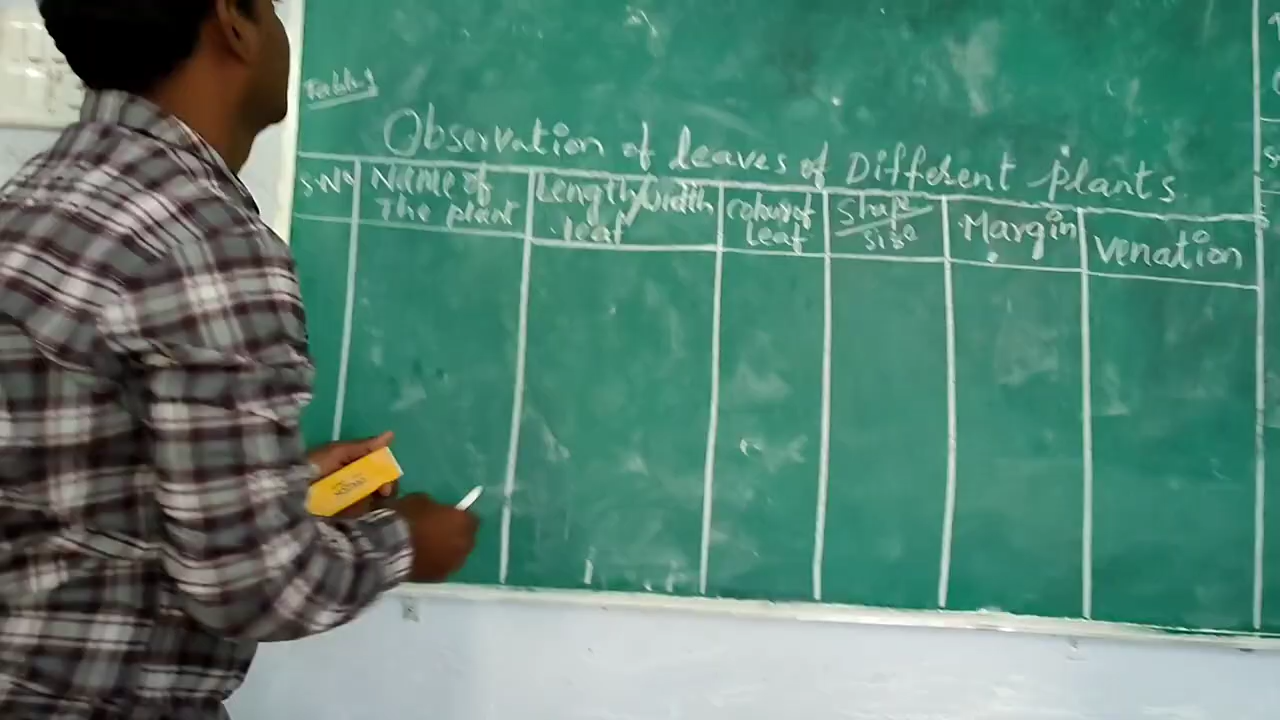 Table 1
Observation of leaves of Different plants
S.No
Name of
The plant
Length/width
leaf
colour of
Leaf
Shape
size
Margin
venation